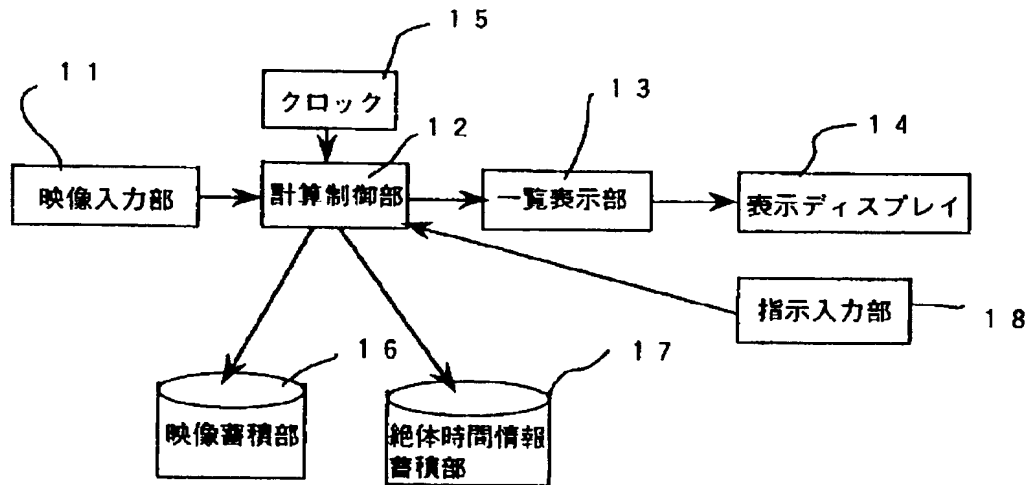 １５
１１
クロック
１２
１３
１４
映像入力部
計算制御部
一覧表示部
表示ディスプレイ
指示入力部
１８
１６
１７
映像蓄積部
絶体時間情報
蓄積部